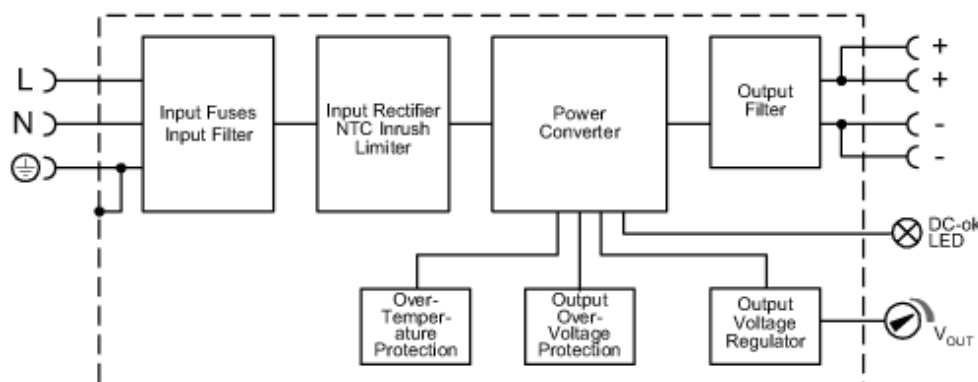 L
N
Input Fuses
Input Filter
Input Rectifier
NTC Inrush
Limiter
Power
Converter
Output
Filter
+
+
-
-
DC-ok
LED
Over-
Temper-
ature
Protection
Output
Over-
Voltage
Protection
Output
Voltage
Regulator
VOUT